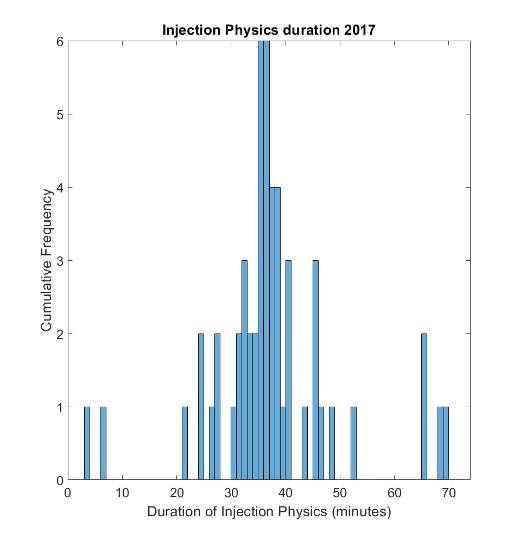 Injection Physics duration 2017
6
5
4
3
2
1
0
Cumulative Frequency
0 10 20 30 40 50 60 70
Duration of Injection Physics (minutes)